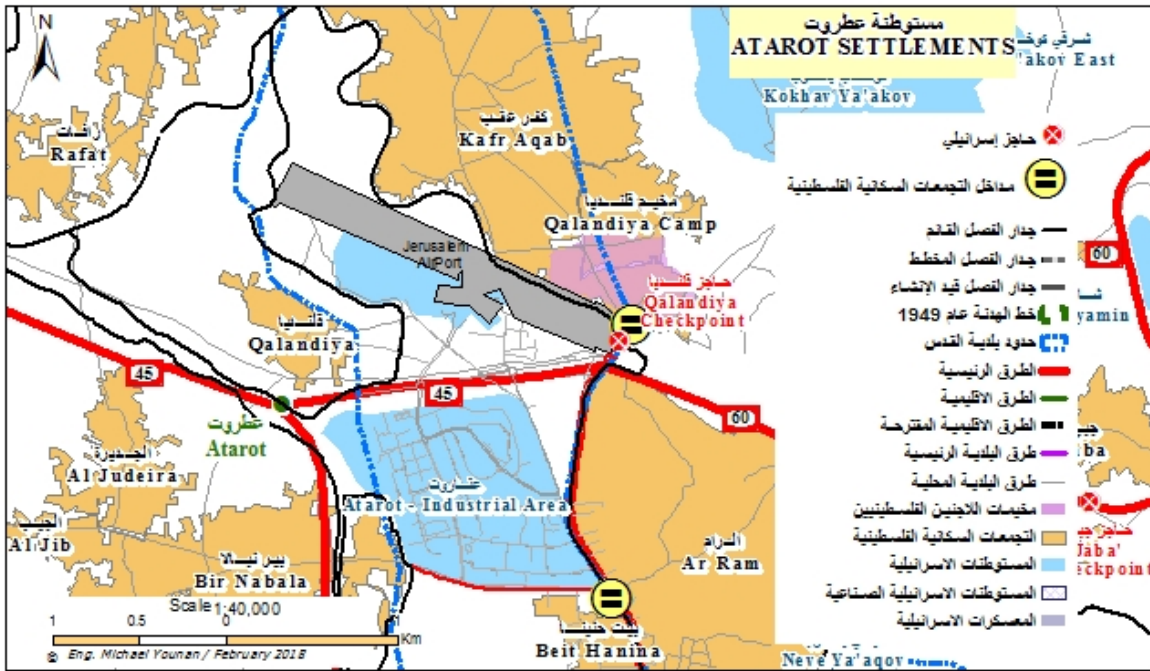 مستوطنة عطروت
ATAROT SETTLEMENTS
N
'akov East
Kokhav Ya'akov
رافات
Rafat
كفر عقب
Kafr Aqab
مخيم قلنديا
Qalandiya Camp
Jerusalem
AirPort
حاجز قلنديا
Qalandiya
Checkpoint
قلنديا
Qalandiya
45
45
60
60
عطروت
Atarot
الجديرة
Al Judeira
الجيب
Al Jib
بير نبالا
Bir Nabala
عتاروت
Atarot - Industrial Area
الرام
Ar Ram
بيت حنينا
Beit Hanina
Neve Ya'aqov
حاجز إسرائيلي
مداخل التجمعات السكانية الفلسطينية
جدار الفصل القائم
جدار الفصل المخطط
جدار الفصل قيد الإنشاء
خط الهدنة عام 1949
حدود بلدية القدس
الطرق الرئيسية
الطرق الاقليمية
الطرق الاقليمية المقترحة
طرق البلدية الرئيسية
طرق البلدية المحلية
مخيمات اللاجئين الفلسطينيين
التجمعات السكانية الفلسطينية
المستوطنات الاسرائيلية
المستوطنات الاسرائيلية الصناعية
المعسكرات الاسرائيلية
yamin
ba'
Jaba'
eckpoint
Scale 1:40,000
1 0.5 0 1
Km
© Eng. Michael Younan / February 2018